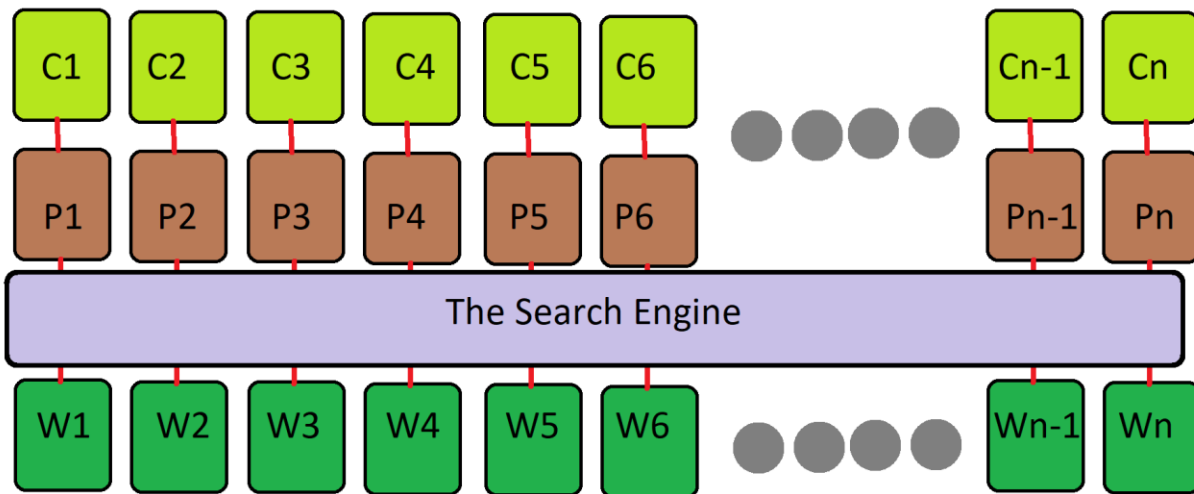 C1 C2 C3 C4 C5 C6 Cn-1 Cn
P1 P2 P3 P4 P5 P6 Pn-1 Pn
The Search Engine
W1 W2 W3 W4 W5 W6 Wn-1 Wn